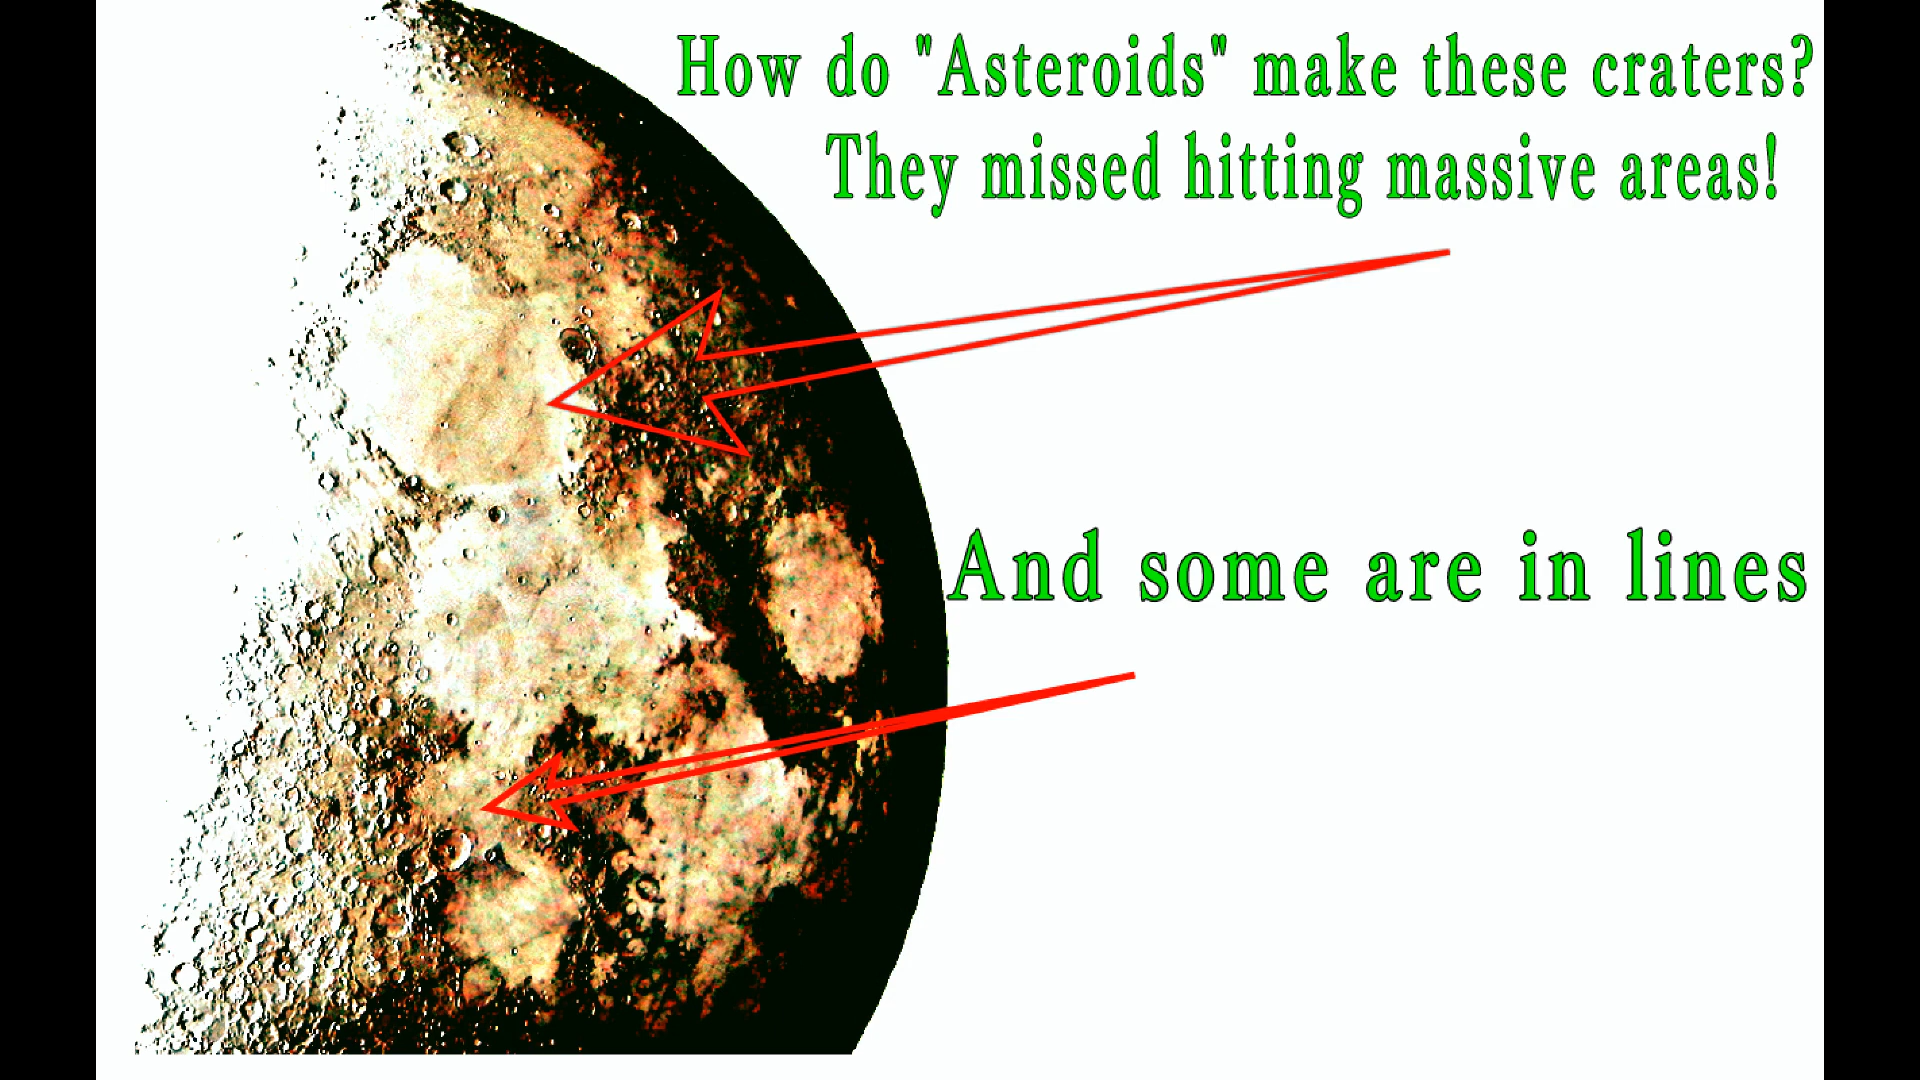 How do "Asteroids" make these craters?
They missed hitting massive areas!
And some are in lines